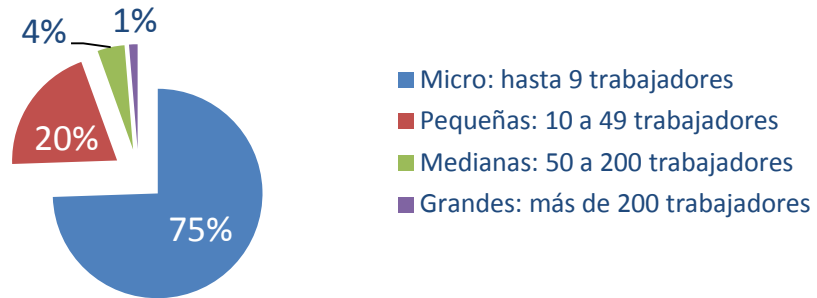 4%
1%
20%
75%
Micro: hasta 9 trabajadores
Pequeñas: 10 a 49 trabajadores
Medianas: 50 a 200 trabajadores
Grandes: más de 200 trabajadores